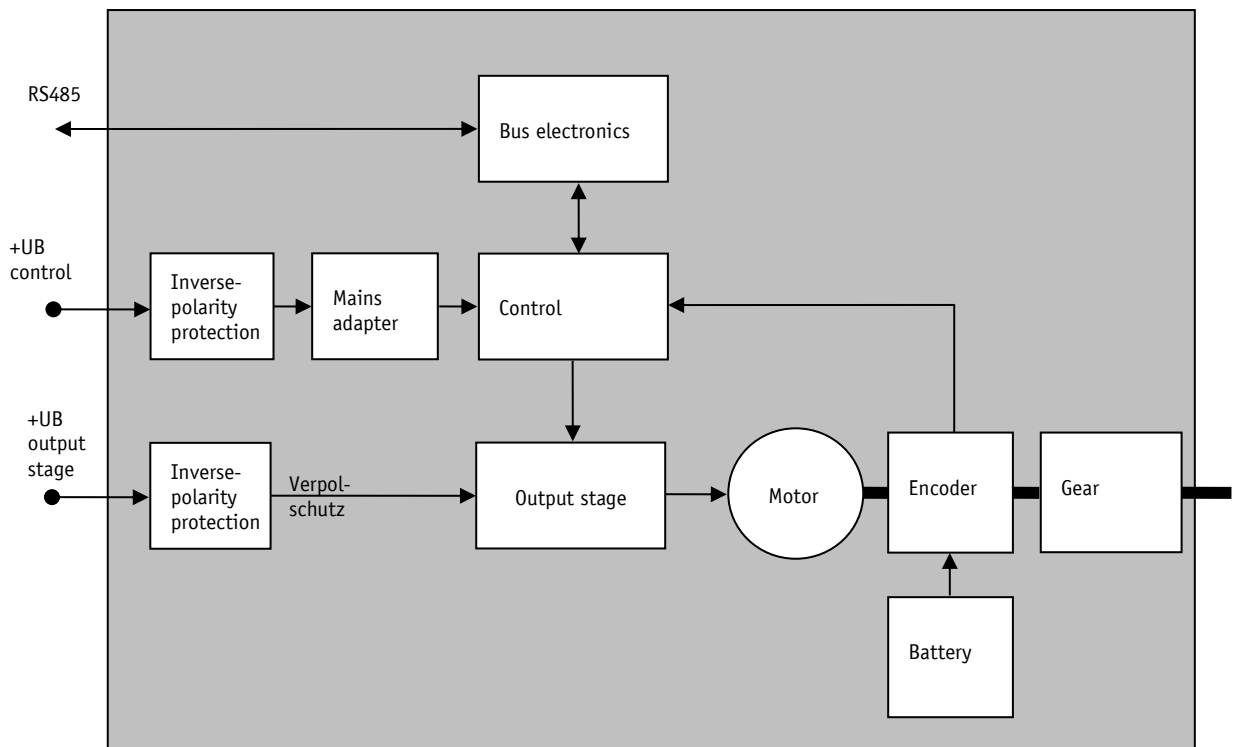 RS485
Bus electronics
+UB
control
Inverse-
polarity
protection
Mains
adapter
Control
+UB
output
stage
Inverse-
polarity
protection
Verpol-
schutz
Output stage
Motor
Encoder
Gear
Battery